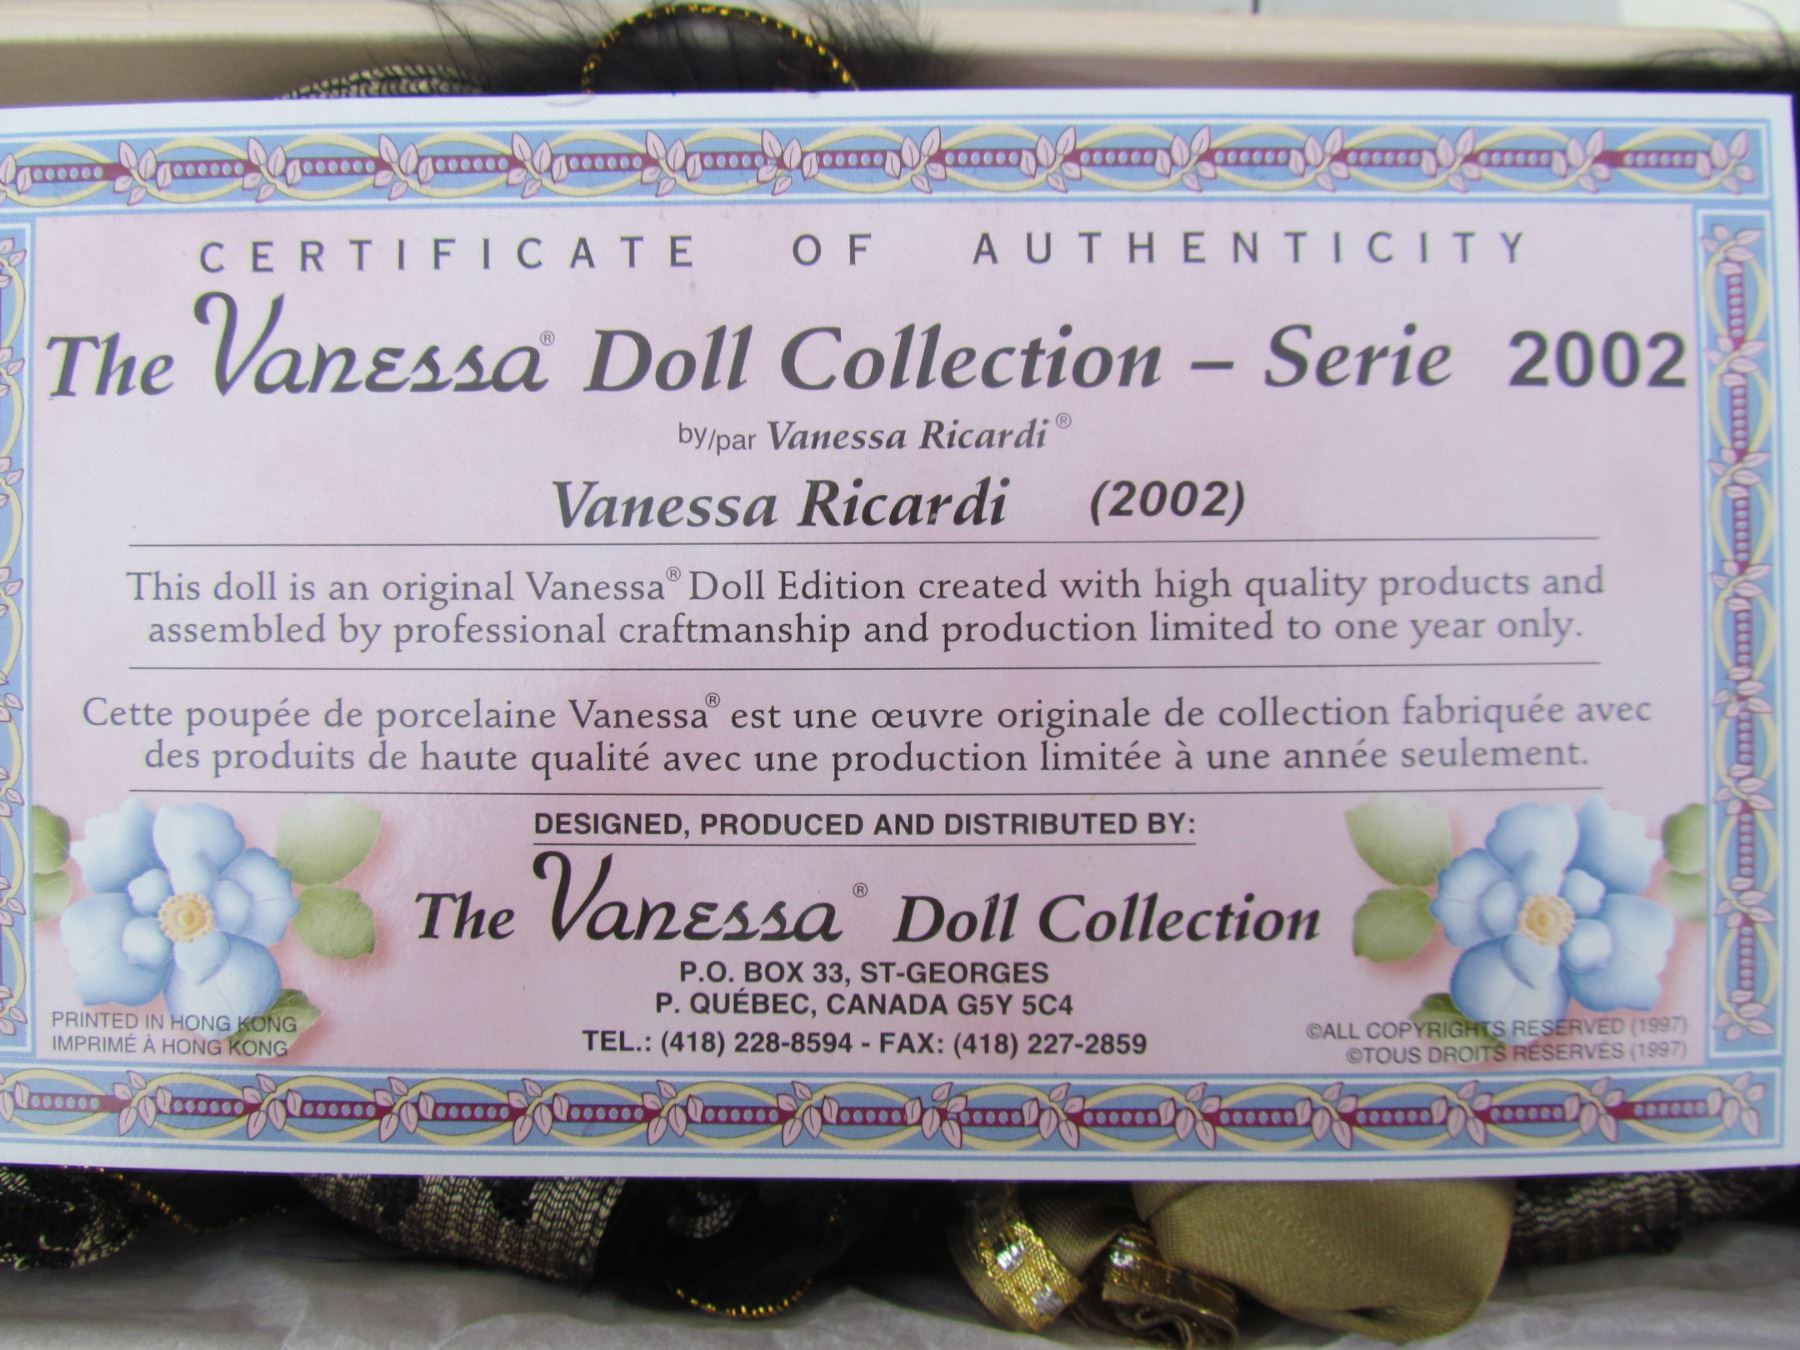 CERTIFICATE OF AUTHENTICITY
The Vanessa® Doll Collection – Serie 2002
by/par Vanessa Ricardi®
Vanessa Ricardi (2002)
This doll is an original Vanessa® Doll Edition created with high quality products and
assembled by professional craftmanship and production limited to one year only.
Cette poupée de porcelaine Vanessa® est une œuvre originale de collection fabriquée avec
des produits de haute qualité avec une production limitée à une année seulement.
DESIGNED, PRODUCED AND DISTRIBUTED BY:
The Vanessa® Doll Collection
P.O. BOX 33, ST-GEORGES
P. QUÉBEC, CANADA G5Y 5C4
TEL.: (418) 228-8594 - FAX: (418) 227-2859
PRINTED IN HONG KONG
IMPRIMÉ À HONG KONG
©ALL COPYRIGHTS RESERVED (1997)
©TOUS DROITS RÉSERVÉS (1997)